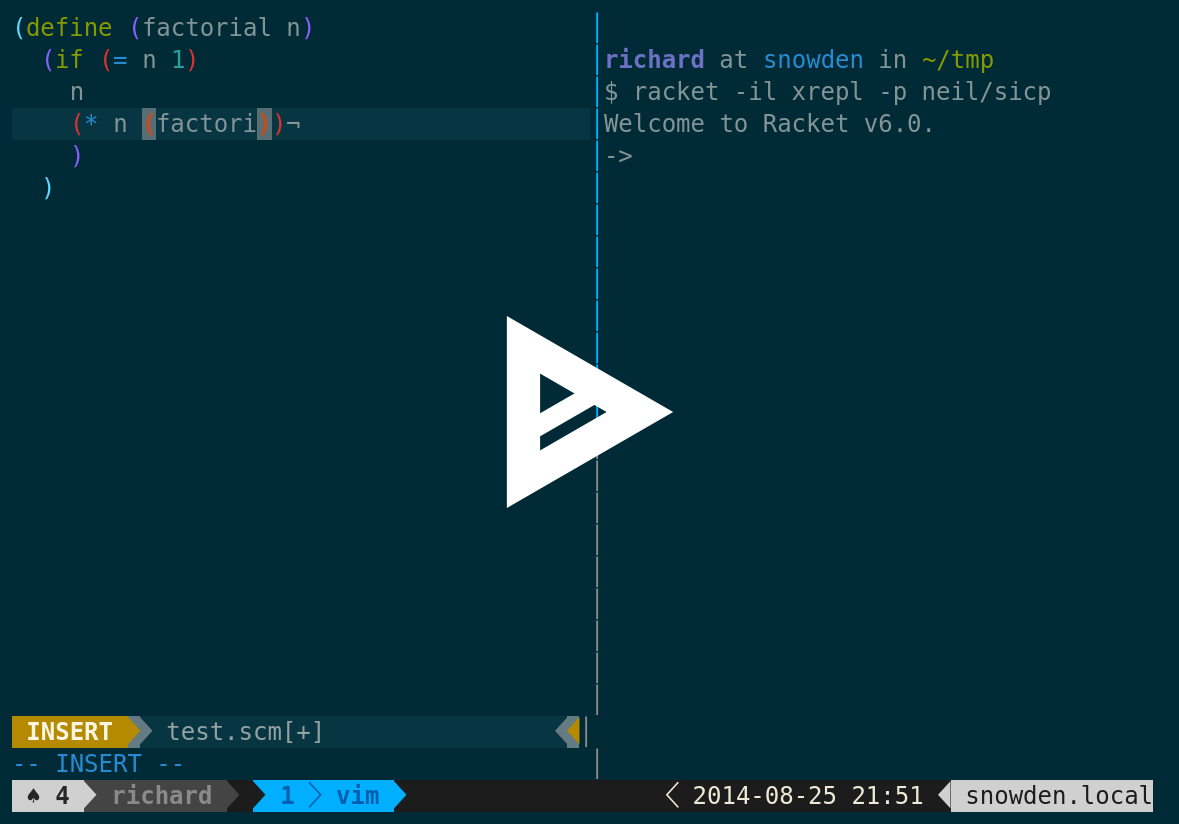 (define (factorial n)
  (if (= n 1)
    n
    (* n (factori))¬
    )
  )
richard at snowden in ~/tmp
$ racket -il xrepl -p neil/sicp
Welcome to Racket v6.0.
->
INSERT test.scm[+]
-- INSERT --
♠ 4 richard 1 vim 2014-08-25 21:51 snowden.local